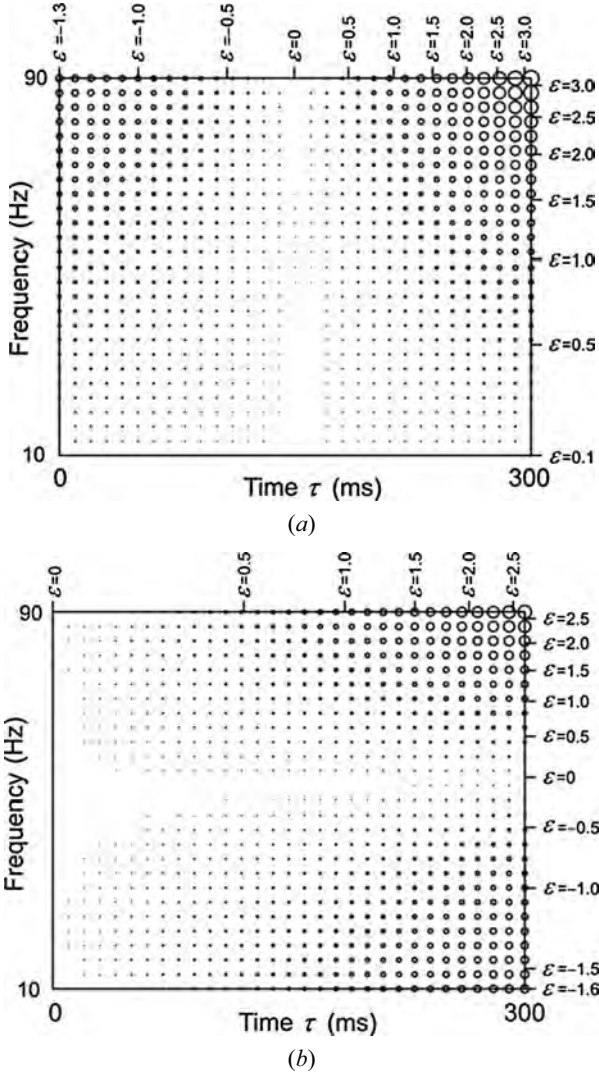 ε=−1.3
ε=−1.0
ε=−0.5
ε=0
ε=0.5
ε=1.0
ε=1.5
ε=2.0
ε=2.5
ε=3.0
90
ε=3.0
ε=2.5
ε=2.0
ε=1.5
ε=1.0
ε=0.5
ε=0.1
Frequency (Hz)
10
0
Time τ (ms)
300
(a)
ε=0
ε=0.5
ε=1.0
ε=1.5
ε=2.0
ε=2.5
90
ε=2.5
ε=2.0
ε=1.5
ε=1.0
ε=0.5
ε=0
ε=−0.5
ε=−1.0
ε=−1.5
ε=−1.6
Frequency (Hz)
10
0
Time τ (ms)
300
(b)